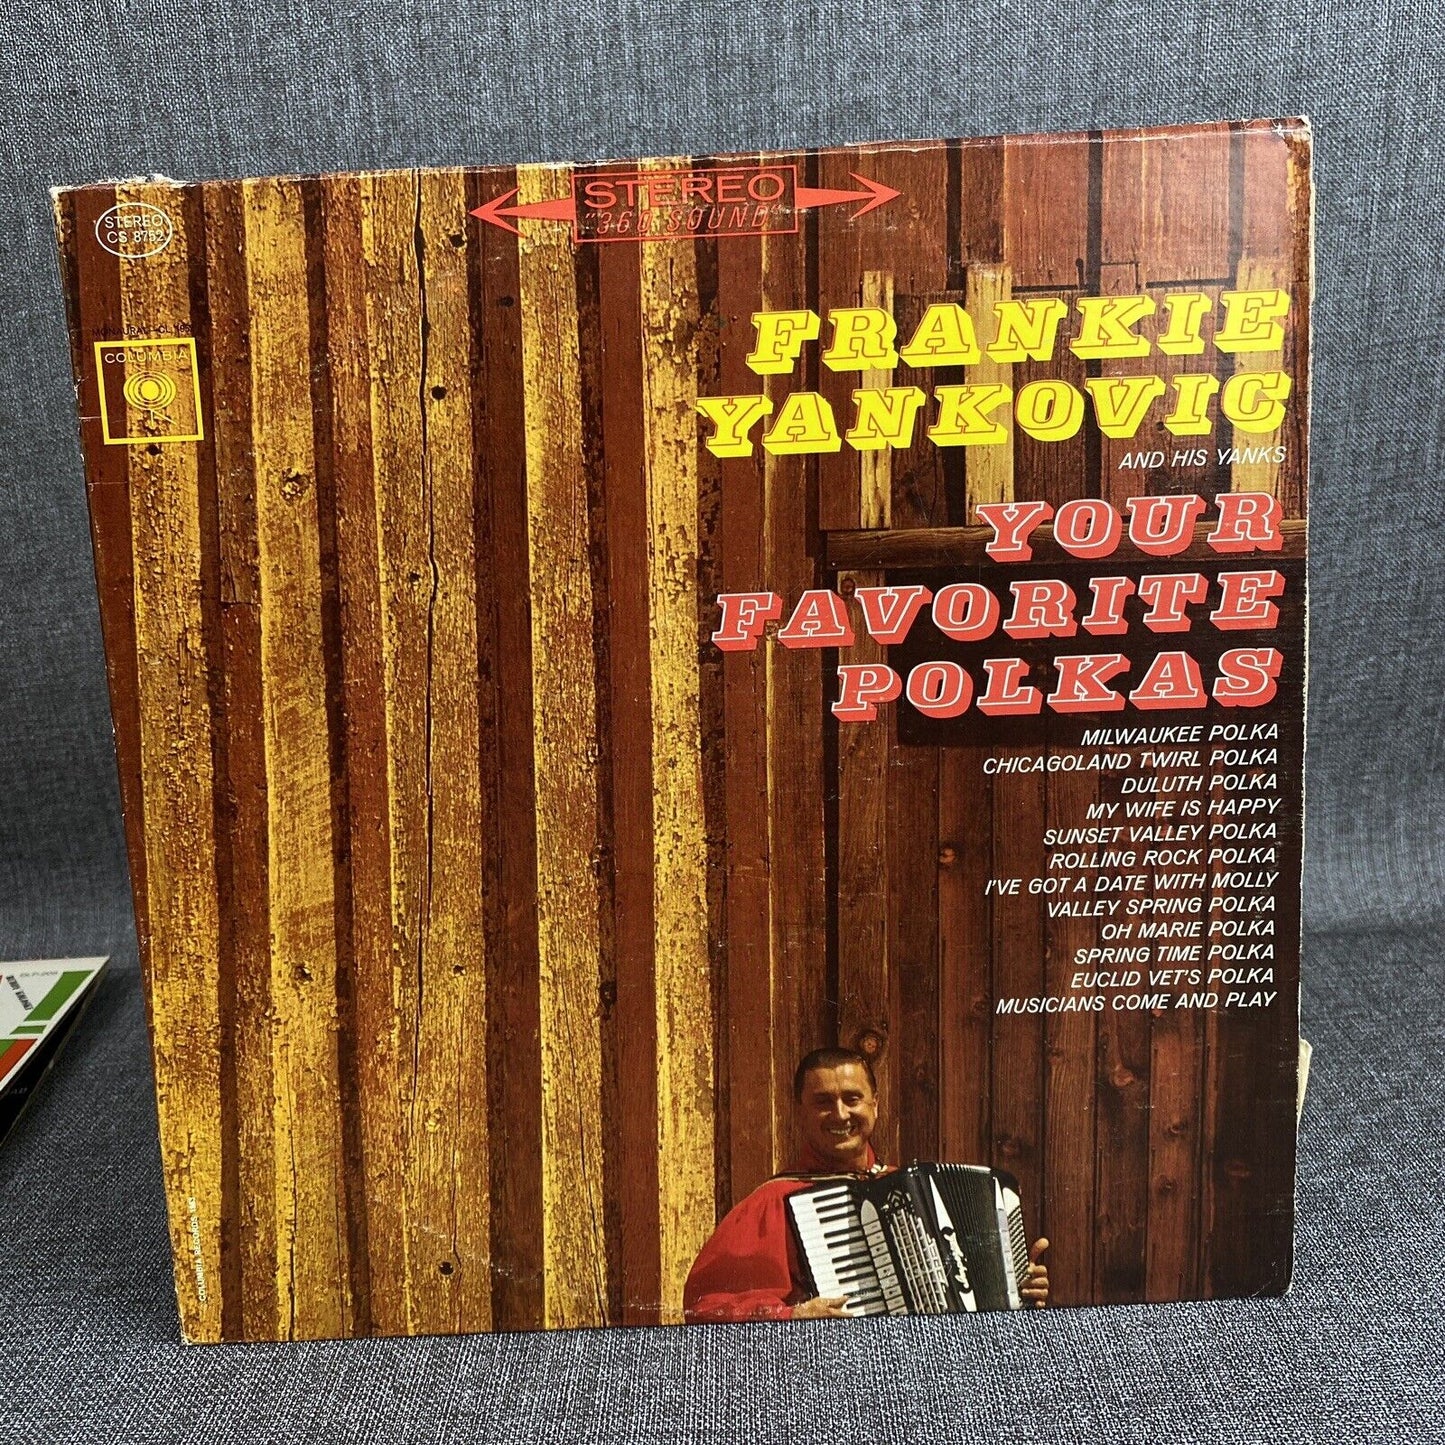 STEREO
"360 SOUND"
STEREO
CS 8752
COLUMBIA
FRANKIE
YANKOVIC
AND HIS YANKS
YOUR
FAVORITE
POLKAS
MILWAUKEE POLKA
CHICAGOLAND TWIRL POLKA
DULUTH POLKA
MY WIFE IS HAPPY
SUNSET VALLEY POLKA
ROLLING ROCK POLKA
I'VE GOT A DATE WITH MOLLY
VALLEY SPRING POLKA
OH MARIE POLKA
SPRING TIME POLKA
EUCLID VET'S POLKA
MUSICIANS COME AND PLAY